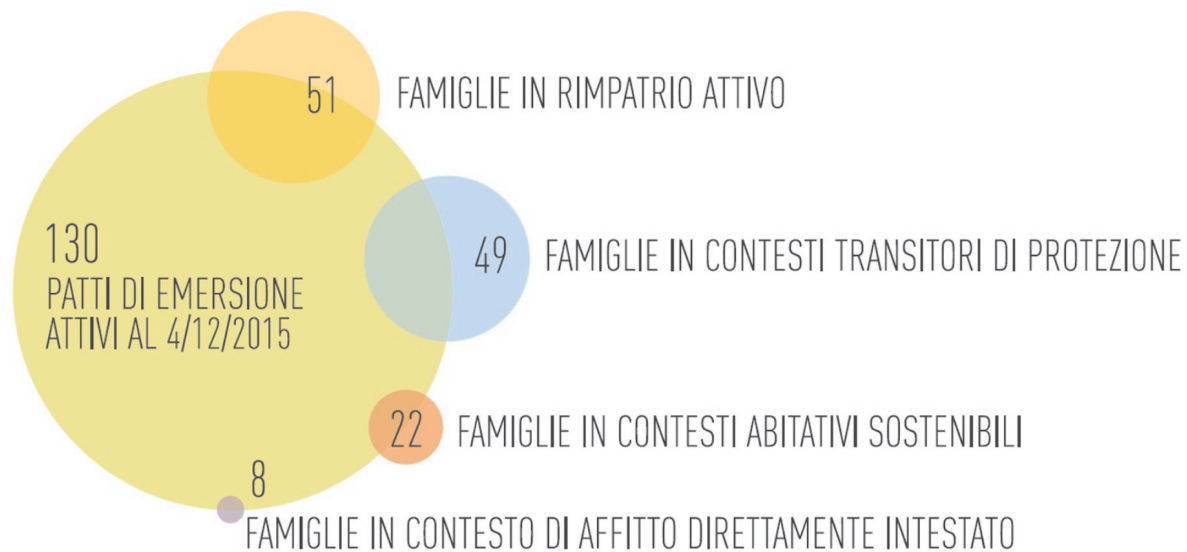 51 FAMIGLIE IN RIMPATRIO ATTIVO
130
PATTI DI EMERSIONE
ATTIVI AL 4/12/2015
49 FAMIGLIE IN CONTESTI TRANSITORI DI PROTEZIONE
22 FAMIGLIE IN CONTESTI ABITATIVI SOSTENIBILI
8
FAMIGLIE IN CONTESTO DI AFFITTO DIRETTAMENTE INTESTATO